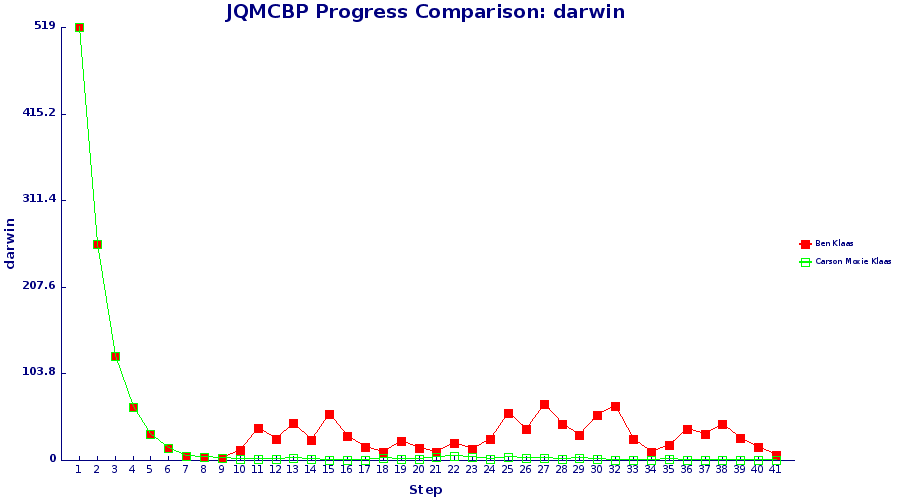 JQMCBP Progress Comparison: darwin
519
415.2
311.4
207.6
103.8
0
darwin
1 2 3 4 5 6 7 8 9 10 11 12 13 14 15 16 17 18 19 20 21 22 23 24 25 26 27 28 29 30 31 32 33 34 35 36 37 38 39 40 41
Step
Ben Klaas
Carson Moxie Klaas